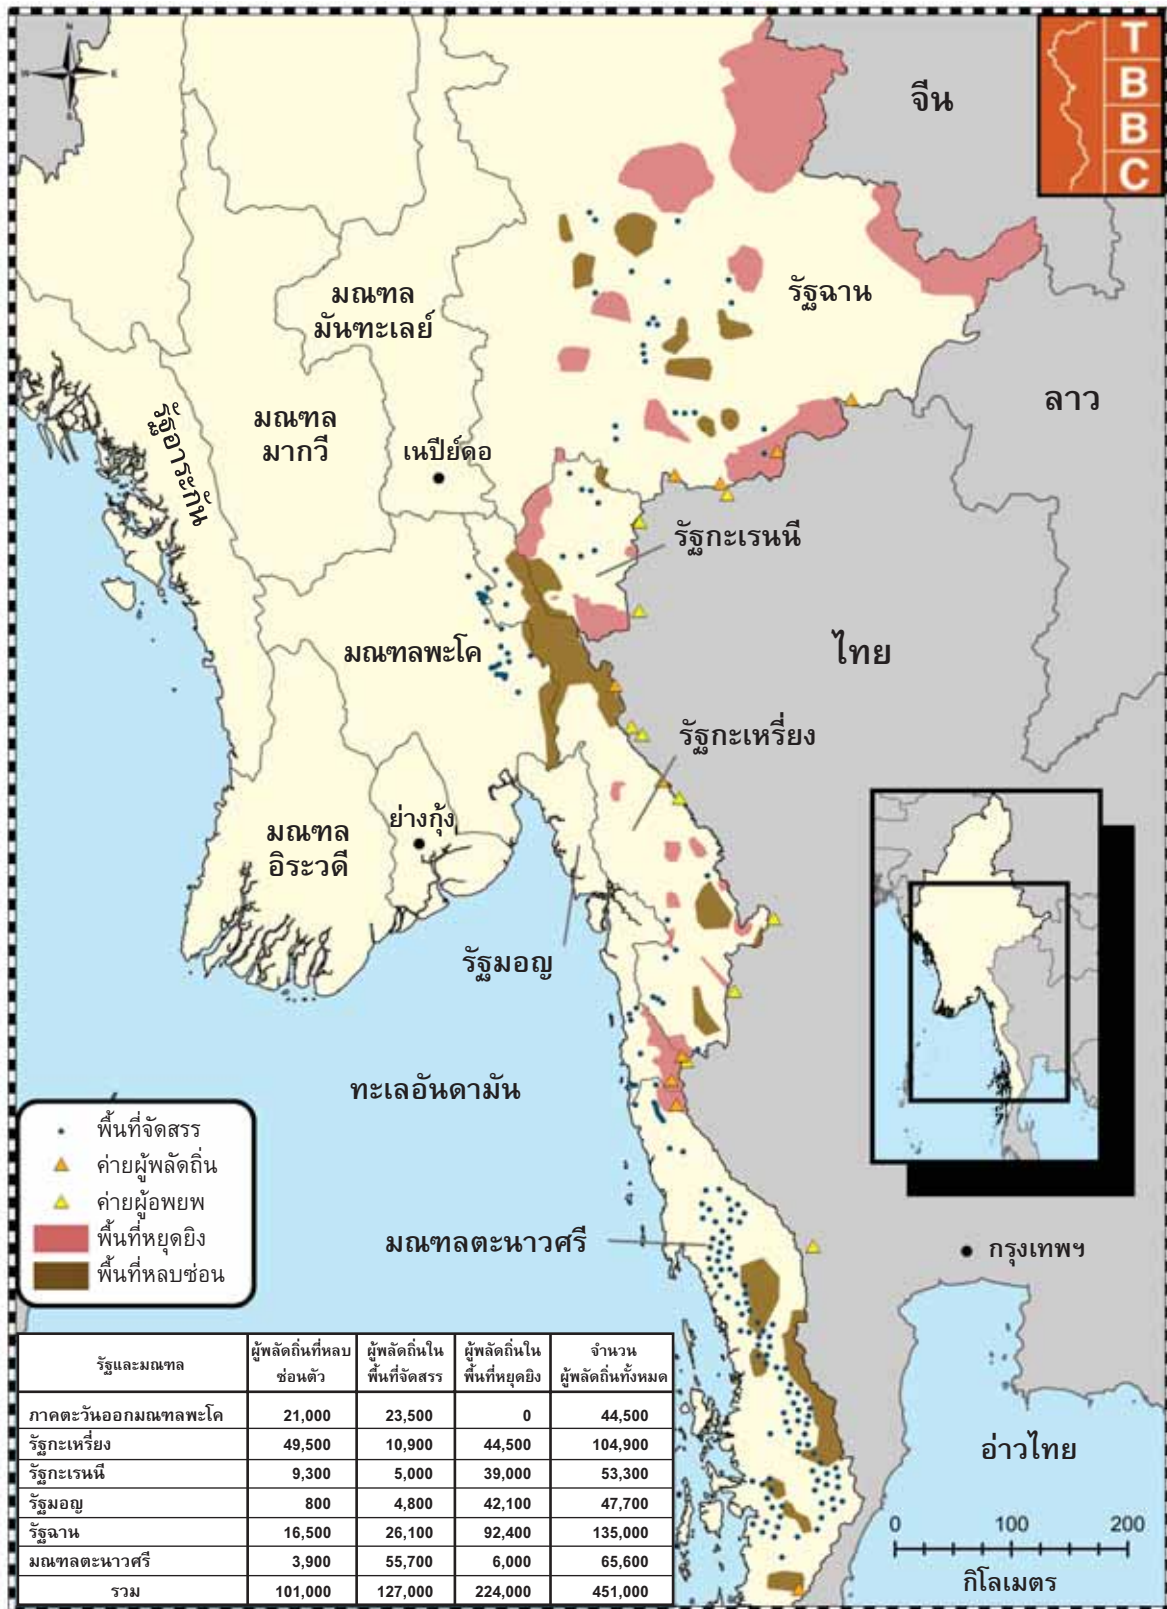 N
W
E
S
T
B
B
C
จีน
รัฐฉาน
มณฑล
มันฑะเลย์
ลาว
มณฑล
มากวี
รัฐอาระกัน
เนปีย์ดอ
รัฐกะเรนนี
มณฑลพะโค
ไทย
รัฐกะเหรี่ยง
มณฑล
อิระวดี
ย่างกุ้ง
รัฐมอญ
ทะเลอันดามัน
พื้นที่จัดสรร
ค่ายผู้พลัดถิ่น
ค่ายผู้อพยพ
พื้นที่หยุดยิง
พื้นที่หลบซ่อน
มณฑลตะนาวศรี
กรุงเทพฯ
อ่าวไทย
0 100 200
กิโลเมตร
รัฐและมณฑล
ผู้พลัดถิ่นที่หลบ
ซ่อนตัว
ผู้พลัดถิ่นใน
พื้นที่จัดสรร
ผู้พลัดถิ่นใน
พื้นที่หยุดยิง
จำนวน
ผู้พลัดถิ่นทั้งหมด
ภาคตะวันออกมณฑลพะโค 21,000 23,500 0 44,500
รัฐกะเหรี่ยง 49,500 10,900 44,500 104,900
รัฐกะเรนนี 9,300 5,000 39,000 53,300
รัฐมอญ 800 4,800 42,100 47,700
รัฐฉาน 16,500 26,100 92,400 135,000
มณฑลตะนาวศรี 3,900 55,700 6,000 65,600
รวม 101,000 127,000 224,000 451,000